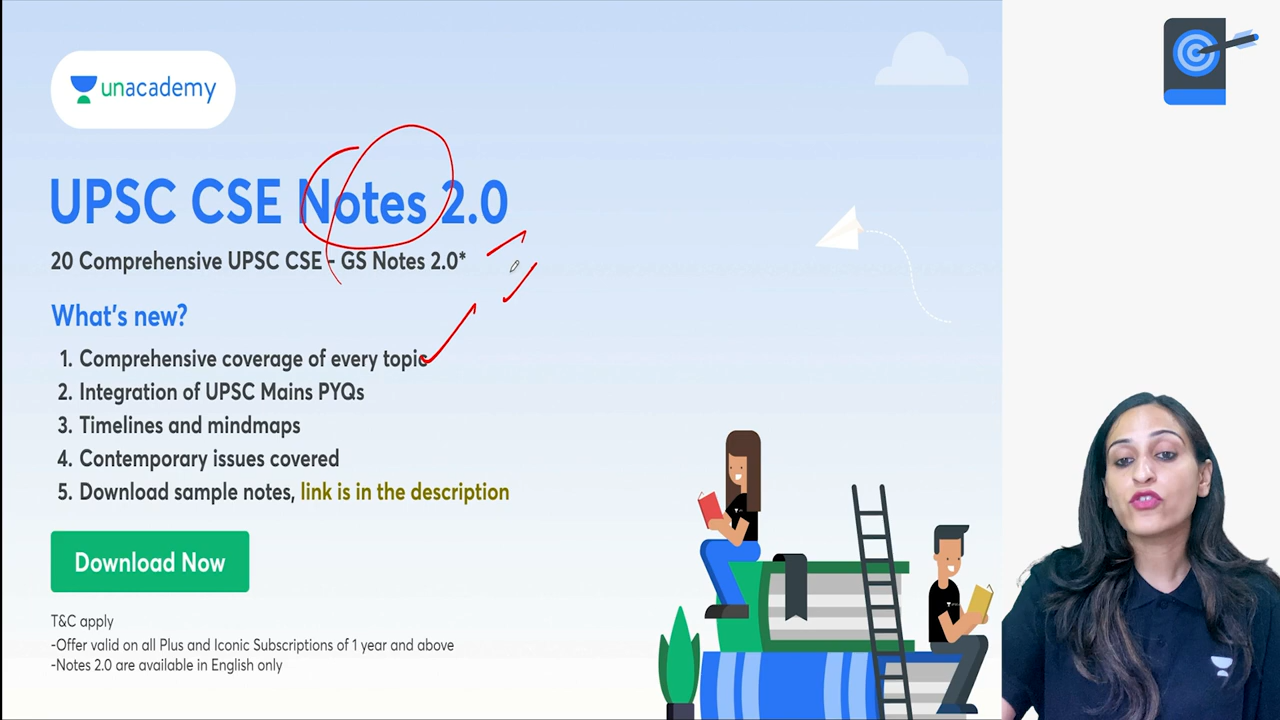 unacademy
UPSC CSE Notes 2.0
20 Comprehensive UPSC CSE - GS Notes 2.0*
What's new?
1. Comprehensive coverage of every topic
2. Integration of UPSC Mains PYQs
3. Timelines and mindmaps
4. Contemporary issues covered
5. Download sample notes, link is in the description
Download Now
T&C apply
-Offer valid on all Plus and Iconic Subscriptions of 1 year and above
-Notes 2.0 are available in English only